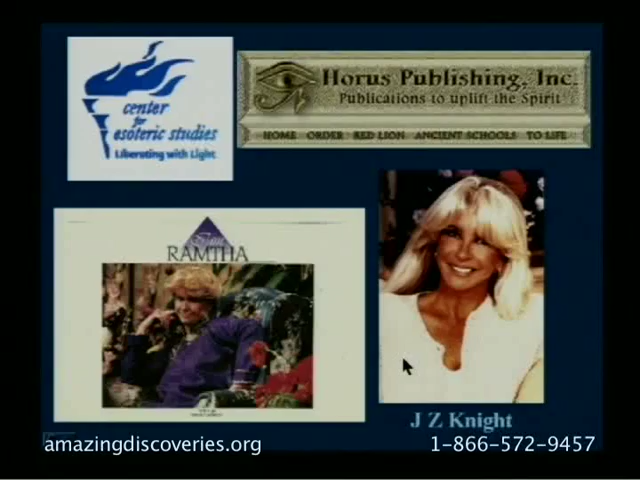 center
for
esoteric studies
Liberating with Light
Horus Publishing, Inc.
Publications to uplift the Spirit
HOME ORDER RED LION ANCIENT SCHOOLS TO LIFE
RAMTHA
J Z Knight
amazingdiscoveries.org
1-866-572-9457